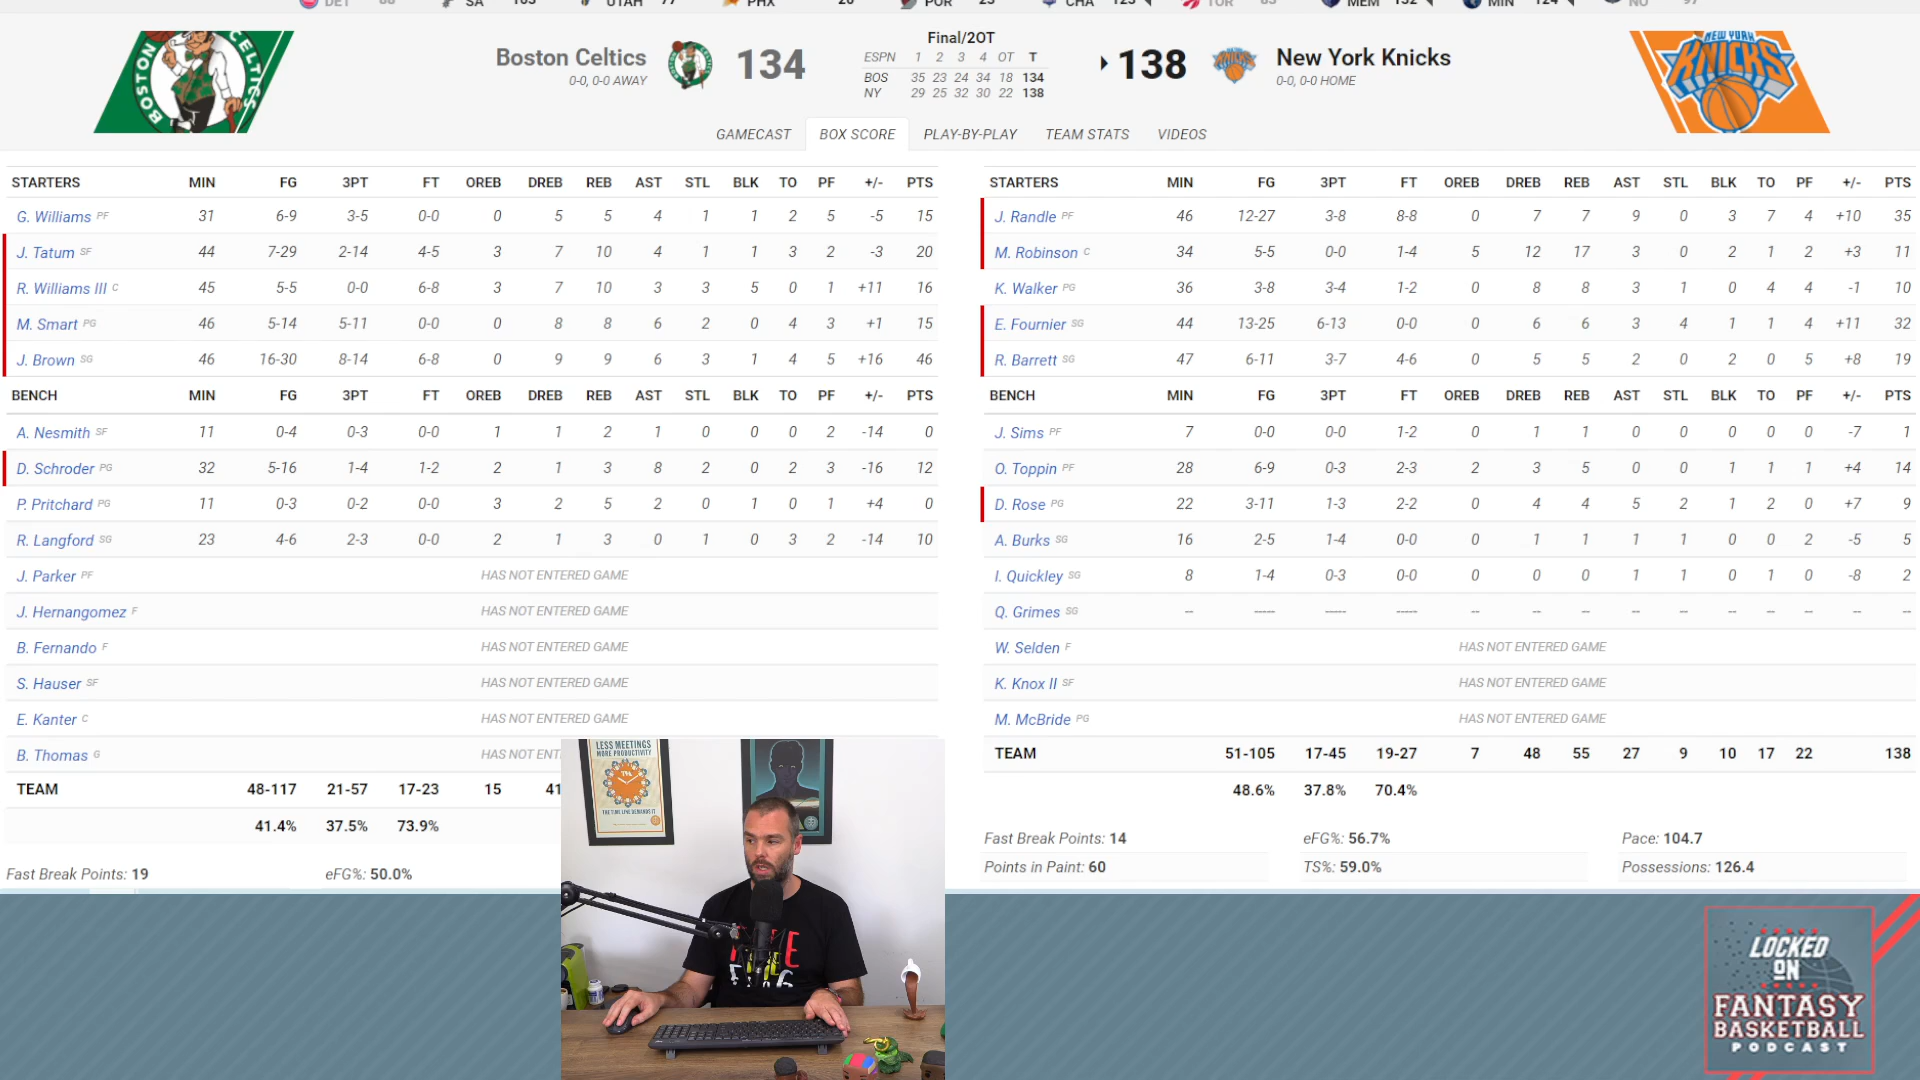 DET 88 SA 103 UTAH 77 PHX 20 POR 23 CHA 123 TOR 83 MEM 132 MIN 124 NO 97
BOSTON CELTICS
Boston Celtics
0-0, 0-0 AWAY
134
Final/2OT
ESPN 1 2 3 4 OT T
BOS 35 23 24 34 18 134
NY 29 25 32 30 22 138
138
New York Knicks
0-0, 0-0 HOME
NEW YORK
KNICKS
GAMECAST BOX SCORE PLAY-BY-PLAY TEAM STATS VIDEOS
STARTERS MIN FG 3PT FT OREB DREB REB AST STL BLK TO PF +/- PTS
G. Williams PF 31 6-9 3-5 0-0 0 5 5 4 1 1 2 5 -5 15
J. Tatum SF 44 7-29 2-14 4-5 3 7 10 4 1 1 3 2 -3 20
R. Williams III C 45 5-5 0-0 6-8 3 7 10 3 3 5 0 1 +11 16
M. Smart PG 46 5-14 5-11 0-0 0 8 8 6 2 0 4 3 +1 15
J. Brown SG 46 16-30 8-14 6-8 0 9 9 6 3 1 4 5 +16 46
BENCH MIN FG 3PT FT OREB DREB REB AST STL BLK TO PF +/- PTS
A. Nesmith SF 11 0-4 0-3 0-0 1 1 2 1 0 0 0 2 -14 0
D. Schroder PG 32 5-16 1-4 1-2 2 1 3 8 2 0 2 3 -16 12
P. Pritchard PG 11 0-3 0-2 0-0 3 2 5 2 0 1 0 1 +4 0
R. Langford SG 23 4-6 2-3 0-0 2 1 3 0 1 0 3 2 -14 10
J. Parker PF HAS NOT ENTERED GAME
J. Hernangomez F HAS NOT ENTERED GAME
B. Fernando F HAS NOT ENTERED GAME
S. Hauser SF HAS NOT ENTERED GAME
E. Kanter C HAS NOT ENTERED GAME
B. Thomas G HAS NOT ENT
TEAM 48-117 21-57 17-23 15 41
41.4% 37.5% 73.9%
Fast Break Points: 19 eFG%: 50.0%
STARTERS MIN FG 3PT FT OREB DREB REB AST STL BLK TO PF +/- PTS
J. Randle PF 46 12-27 3-8 8-8 0 7 7 9 0 3 7 4 +10 35
M. Robinson C 34 5-5 0-0 1-4 5 12 17 3 0 2 1 2 +3 11
K. Walker PG 36 3-8 3-4 1-2 0 8 8 3 1 0 4 4 -1 10
E. Fournier SG 44 13-25 6-13 0-0 0 6 6 3 4 1 1 4 +11 32
R. Barrett SG 47 6-11 3-7 4-6 0 5 5 2 0 2 0 5 +8 19
BENCH MIN FG 3PT FT OREB DREB REB AST STL BLK TO PF +/- PTS
J. Sims PF 7 0-0 0-0 1-2 0 1 1 0 0 0 0 0 -7 1
O. Toppin PF 28 6-9 0-3 2-3 2 3 5 0 0 1 1 1 +4 14
D. Rose PG 22 3-11 1-3 2-2 0 4 4 5 2 1 2 0 +7 9
A. Burks SG 16 2-5 1-4 0-0 0 1 1 1 1 0 0 2 -5 5
I. Quickley SG 8 1-4 0-3 0-0 0 0 0 1 1 0 1 0 -8 2
Q. Grimes SG -- ----- ----- ----- -- -- -- -- -- -- -- -- -- --
W. Selden F HAS NOT ENTERED GAME
K. Knox II SF HAS NOT ENTERED GAME
M. McBride PG HAS NOT ENTERED GAME
TEAM 51-105 17-45 19-27 7 48 55 27 9 10 17 22 138
48.6% 37.8% 70.4%
Fast Break Points: 14 eFG%: 56.7% Pace: 104.7
Points in Paint: 60 TS%: 59.0% Possessions: 126.4
LESS MEETINGS
MORE PRODUCTIVITY
THE TIME LINE DEMANDS IT
LOCKED
ON
FANTASY
BASKETBALL
PODCAST